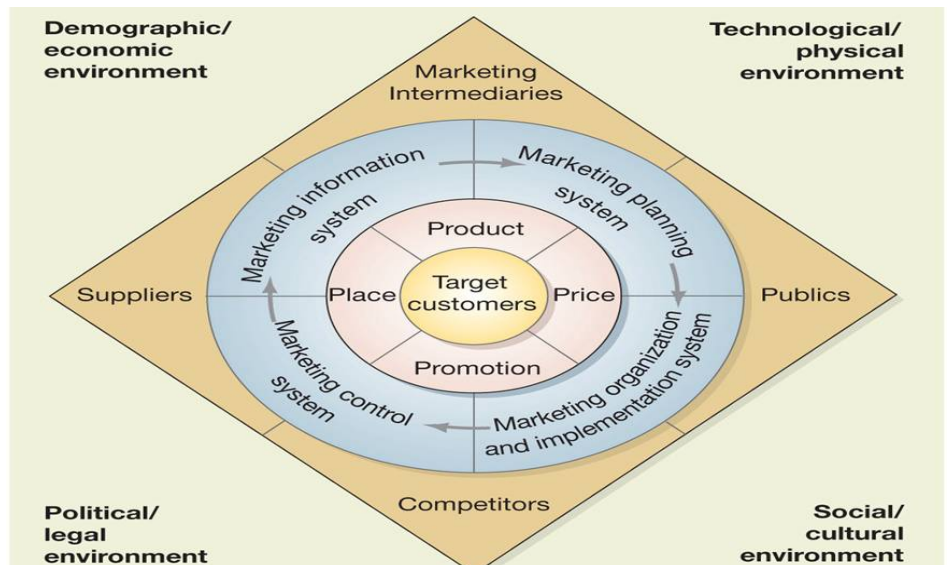 Demographic/
economic
environment
Technological/
physical
environment
Marketing
Intermediaries
Marketing information
system
Marketing planning
system
Product
Suppliers
Place
Target
customers
Price
Publics
Promotion
Marketing control
system
Marketing organization
and implementation system
Competitors
Political/
legal
environment
Social/
cultural
environment